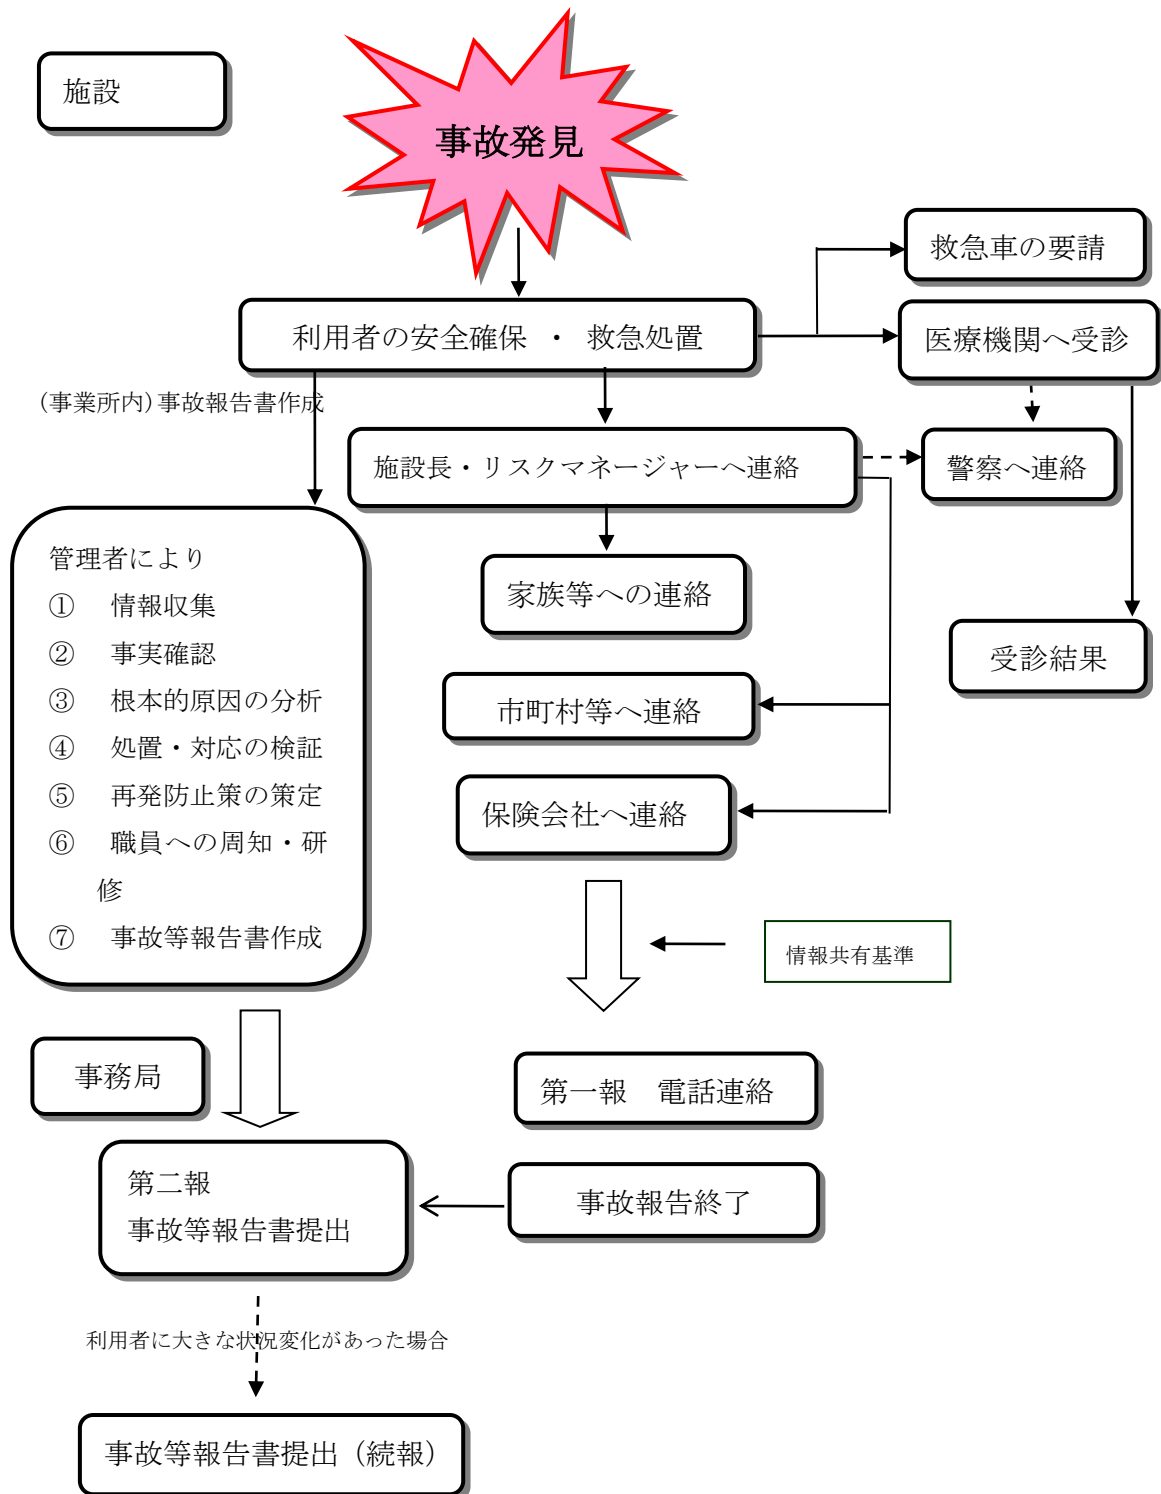 施設
事故発見
救急車の要請
利用者の安全確保 ・ 救急処置
医療機関へ受診
(事業所内)事故報告書作成
施設長・リスクマネージャーへ連絡
警察へ連絡
管理者により
① 情報収集
② 事実確認
③ 根本的原因の分析
④ 処置・対応の検証
⑤ 再発防止策の策定
⑥ 職員への周知・研
修
⑦ 事故等報告書作成
家族等への連絡
受診結果
市町村等へ連絡
保険会社へ連絡
情報共有基準
事務局
第一報 電話連絡
第二報
事故等報告書提出
事故報告終了
利用者に大きな状況変化があった場合
事故等報告書提出（続報）